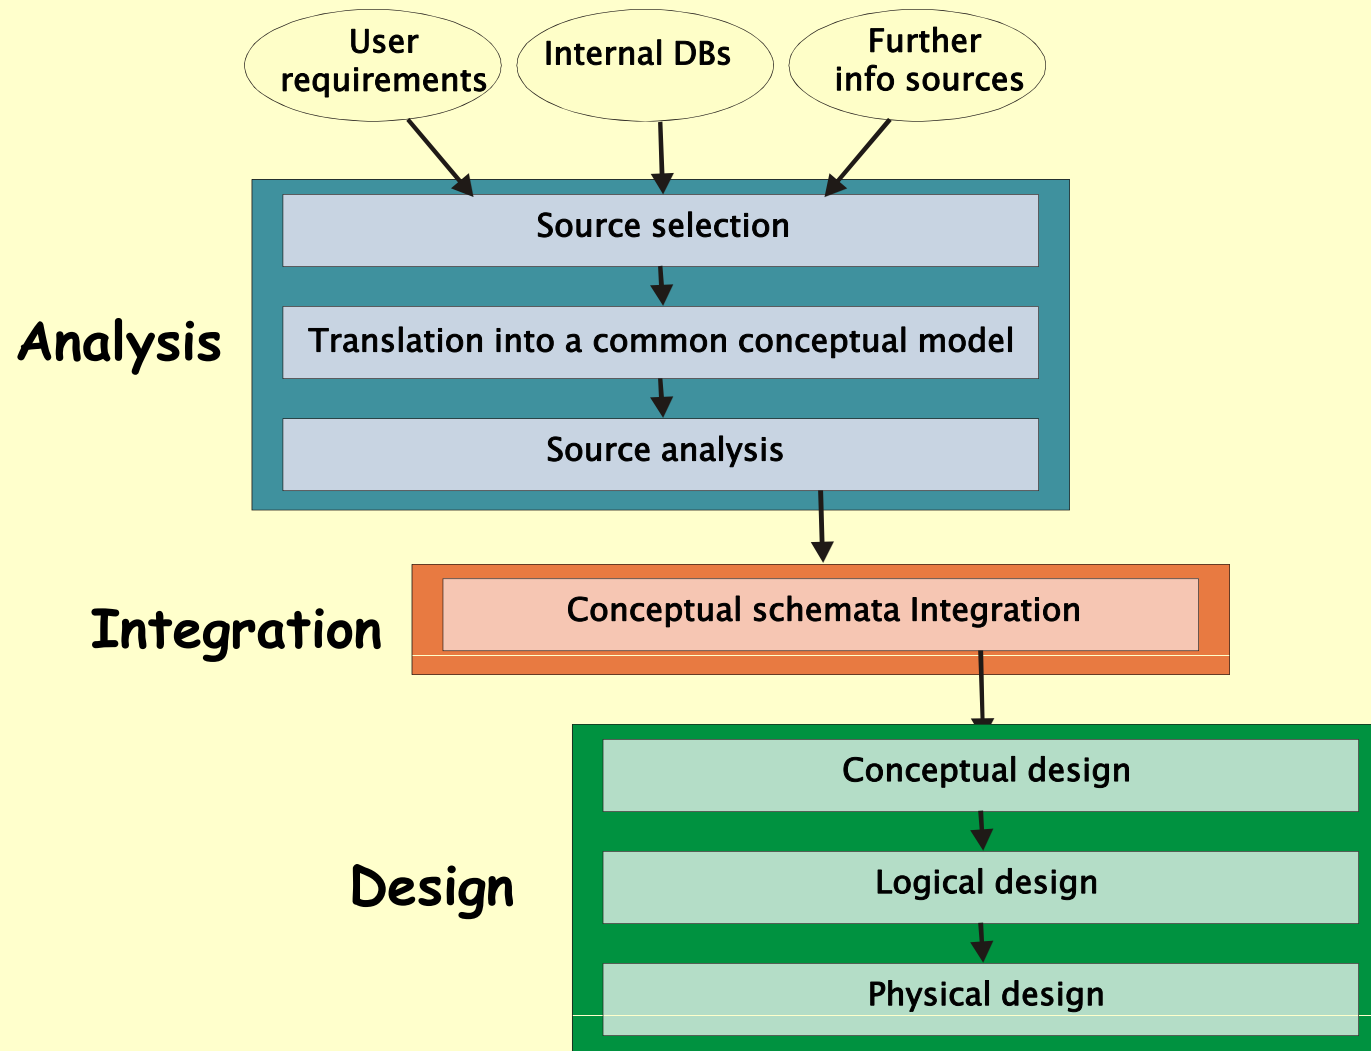 User
requirements
Internal DBs
Further
info sources
Source selection
Analysis
Translation into a common conceptual model
Source analysis
Integration
Conceptual schemata Integration
Conceptual design
Design
Logical design
Physical design